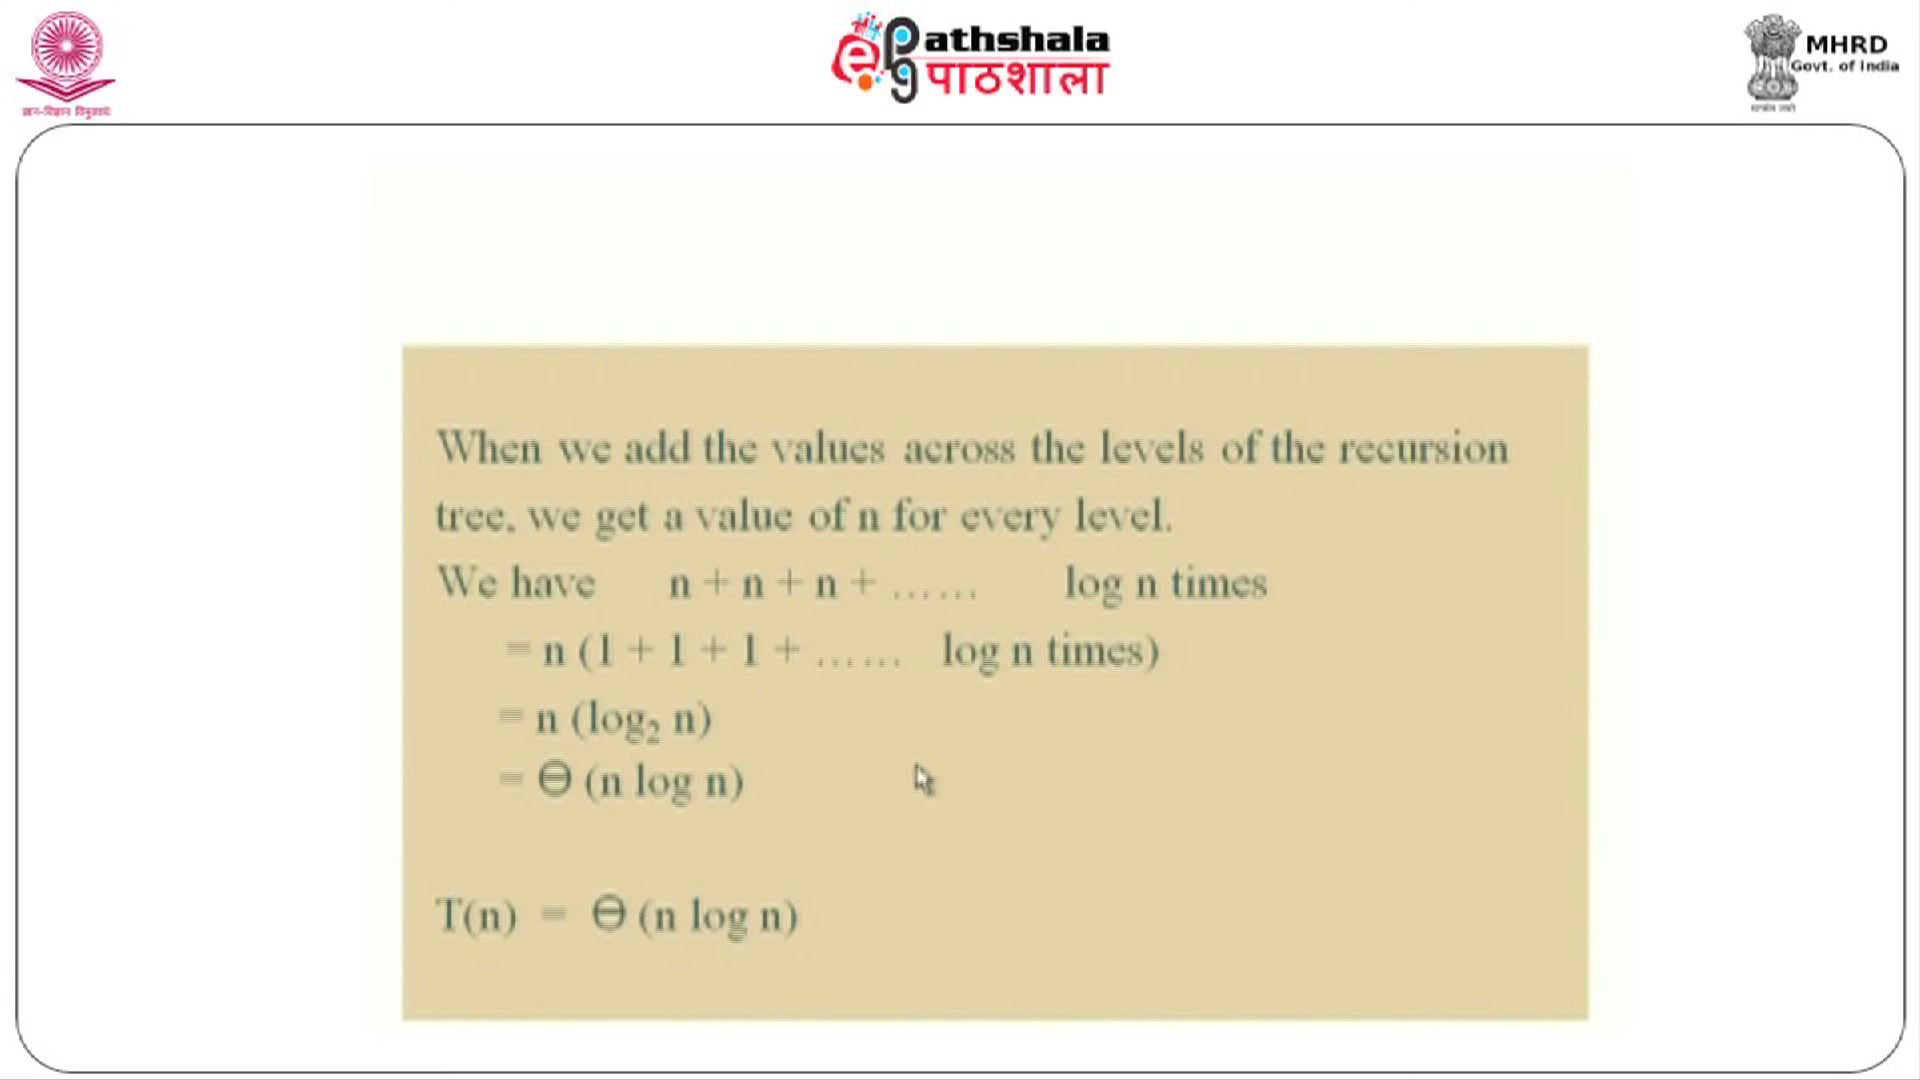 Pathshala
पाठशाला
MHRD
Govt. of India
When we add the values across the levels of the recursion
tree, we get a value of n for every level.
We have n + n + n + ...... log n times
= n (1 + 1 + 1 + ...... log n times)
= n (log₂ n)
= Θ (n log n)
T(n) = Θ (n log n)